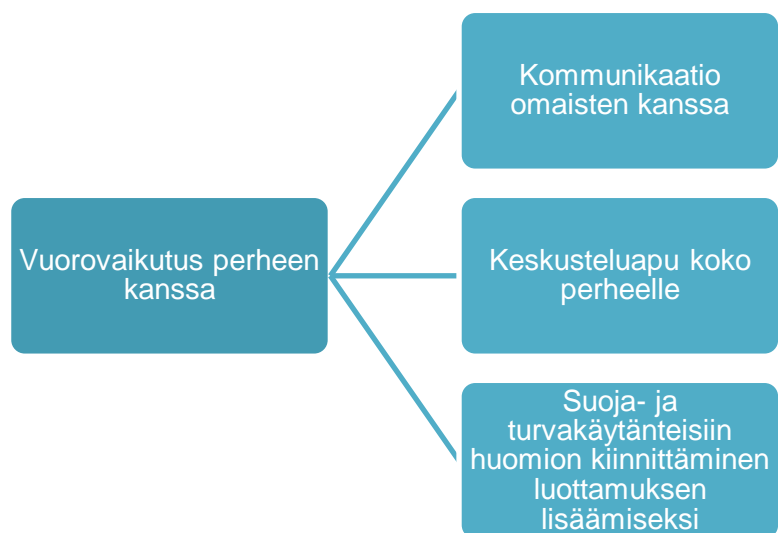 Vuorovaikutus perheen
kanssa
Kommunikaatio
omaisten kanssa
Keskusteluapu koko
perheelle
Suoja- ja
turvakäytänteisiin
huomion kiinnittäminen
luottamuksen
lisäämiseksi